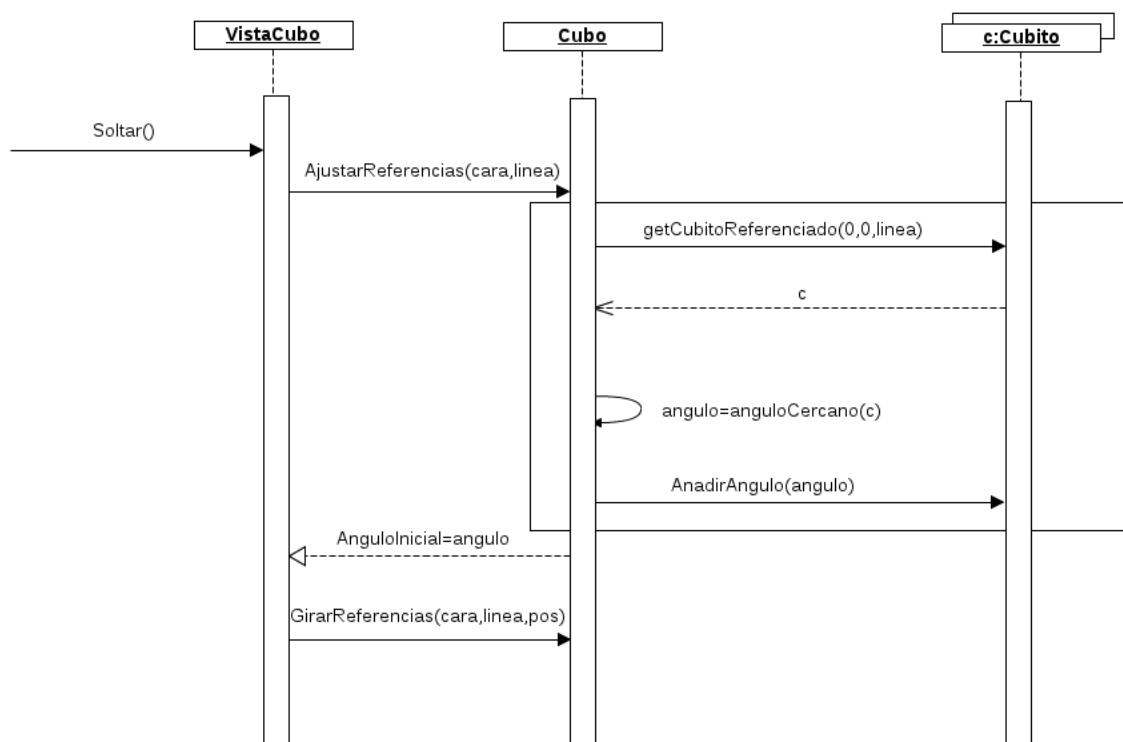 VistaCubo
Cubo
c:Cubito
Soltar()
AjustarReferencias(cara,linea)
getCubitoReferenciado(0,0,linea)
c
angulo=anguloCercano(c)
AnadirAngulo(angulo)
AnguloInicial=angulo
GirarReferencias(cara,linea,pos)